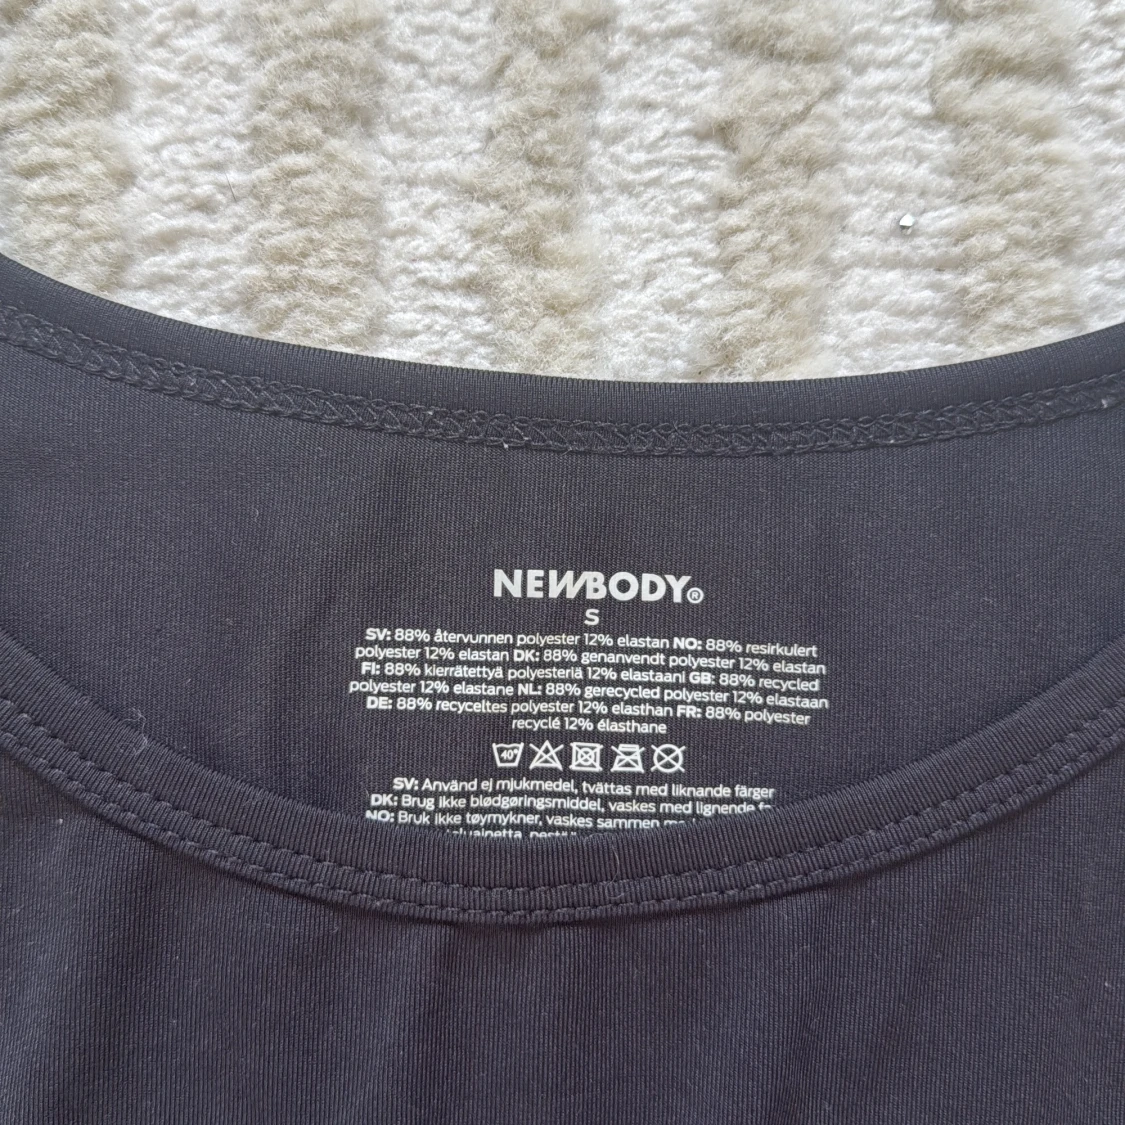 NEWBODY®
S
SV: 88% återvunnen polyester 12% elastan NO: 88% resirkulert
polyester 12% elastan DK: 88% genanvendt polyester 12% elastan
FI: 88% kierrätettyä polyesteriä 12% elastaani GB: 88% recycled
polyester 12% elastane NL: 88% gerecycled polyester 12% elastaan
DE: 88% recyceltes polyester 12% elasthan FR: 88% polyester
recyclé 12% élasthane
40°
SV: Använd ej mjukmedel, tvättas med liknande färger
DK: Brug ikke blødgøringsmiddel, vaskes med lignende
NO: Bruk ikke tøymykner, vaskes sammen